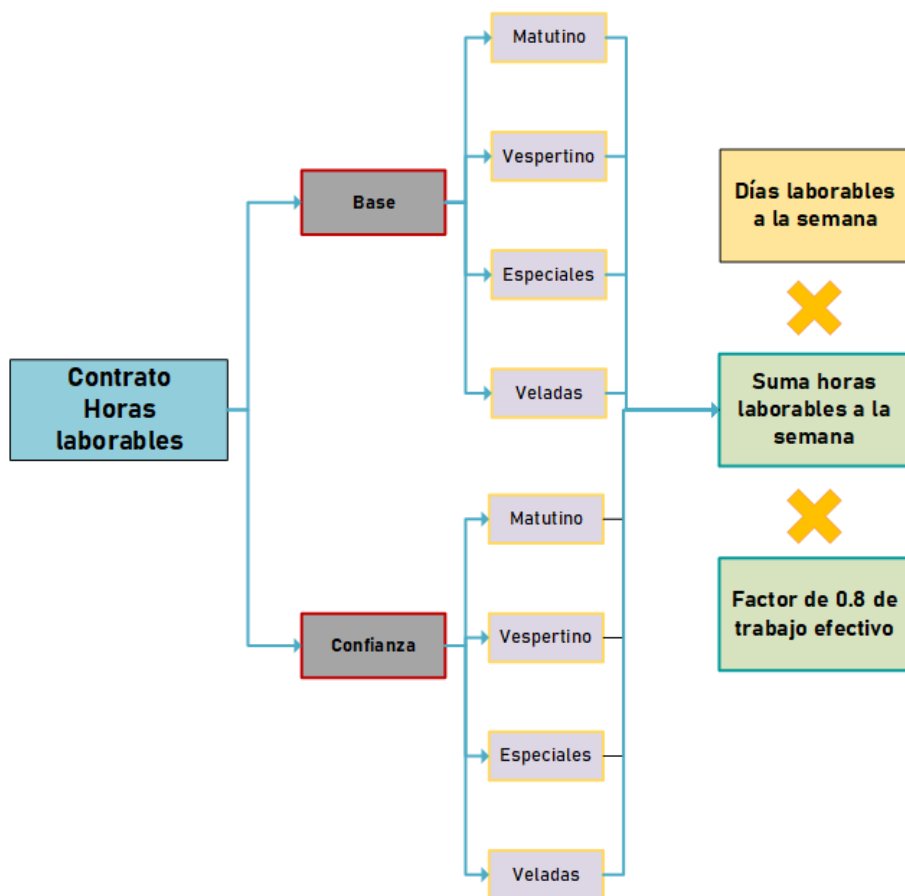 Contrato
Horas
laborables
Base
Confianza
Matutino
Vespertino
Especiales
Veladas
Matutino
Vespertino
Especiales
Veladas
Días laborables
a la semana
Suma horas
laborables a la
semana
Factor de 0.8 de
trabajo efectivo